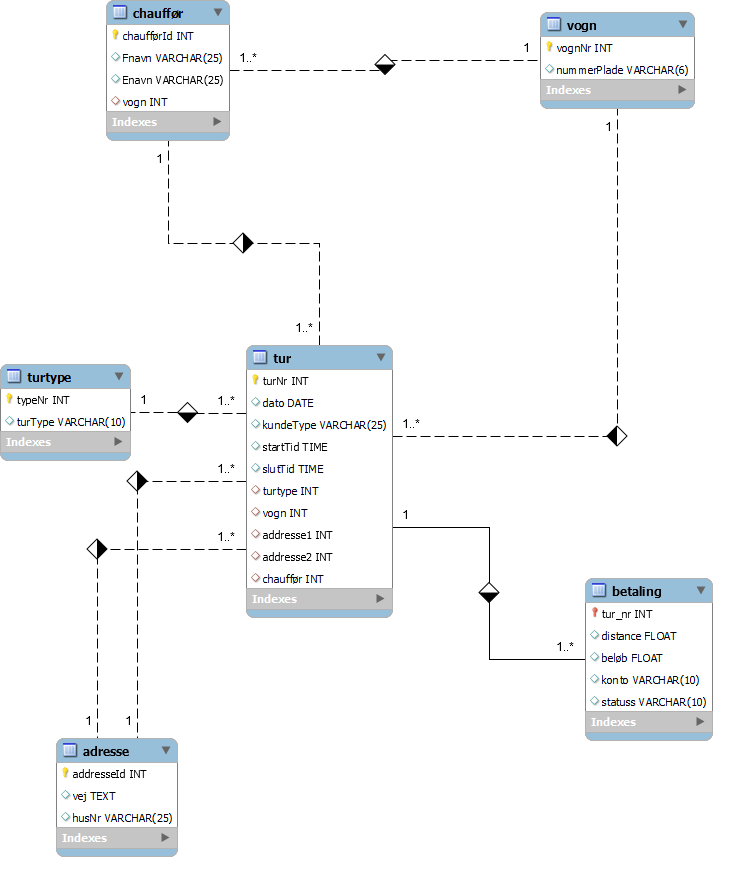 chauffør
chaufførId INT
Fnavn VARCHAR(25)
Enavn VARCHAR(25)
vogn INT
Indexes
1..*
1
vogn
vognNr INT
nummerPlade VARCHAR(6)
Indexes
1
1
1..*
turtype
typeNr INT
turType VARCHAR(10)
Indexes
1
1..*
tur
turNr INT
dato DATE
kundeType VARCHAR(25)
startTid TIME
slutTid TIME
turtype INT
vogn INT
addresse1 INT
addresse2 INT
chauffør INT
Indexes
1..*
1..*
1..*
1
1..*
betaling
tur_nr INT
distance FLOAT
beløb FLOAT
konto VARCHAR(10)
statuss VARCHAR(10)
Indexes
1
1
adresse
addresseId INT
vej TEXT
husNr VARCHAR(25)
Indexes